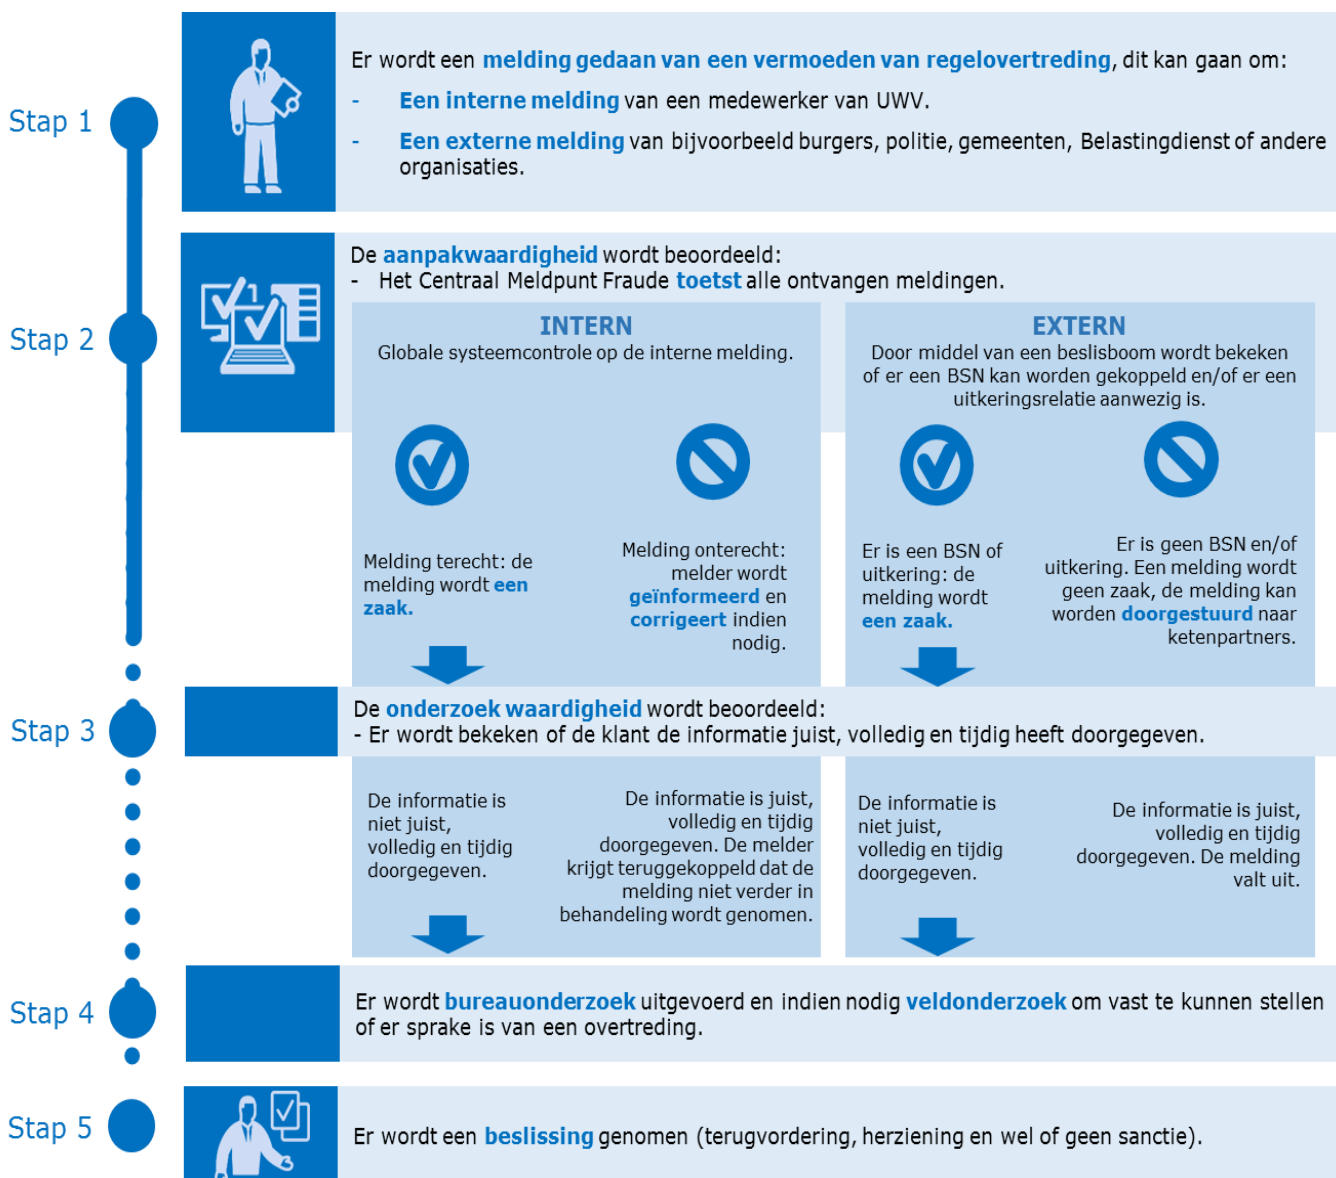 Stap 1
Er wordt een melding gedaan van een vermoeden van regelovertreding, dit kan gaan om:
- Een interne melding van een medewerker van UWV.
- Een externe melding van bijvoorbeeld burgers, politie, gemeenten, Belastingdienst of andere
organisaties.
Stap 2
De aanpakwaardigheid wordt beoordeeld:
- Het Centraal Meldpunt Fraude toetst alle ontvangen meldingen.
INTERN
Globale systeemcontrole op de interne melding.
Melding terecht: de
melding wordt een
zaak.
Melding onterecht:
melder wordt
geïnformeerd en
corrigeert indien
nodig.
EXTERN
Door middel van een beslisboom wordt bekeken
of er een BSN kan worden gekoppeld en/of er een
uitkeringsrelatie aanwezig is.
Er is een BSN of
uitkering: de
melding wordt
een zaak.
Er is geen BSN en/of
uitkering. Een melding wordt
geen zaak, de melding kan
worden doorgestuurd naar
ketenpartners.
Stap 3
De onderzoek waardigheid wordt beoordeeld:
- Er wordt bekeken of de klant de informatie juist, volledig en tijdig heeft doorgegeven.
De informatie is
niet juist,
volledig en tijdig
doorgegeven.
De informatie is juist,
volledig en tijdig
doorgegeven. De melder
krijgt teruggekoppeld dat de
melding niet verder in
behandeling wordt genomen.
De informatie is
niet juist,
volledig en tijdig
doorgegeven.
De informatie is juist,
volledig en tijdig
doorgegeven. De melding
valt uit.
Stap 4
Er wordt bureauonderzoek uitgevoerd en indien nodig veldonderzoek om vast te kunnen stellen
of er sprake is van een overtreding.
Stap 5
Er wordt een beslissing genomen (terugvordering, herziening en wel of geen sanctie).